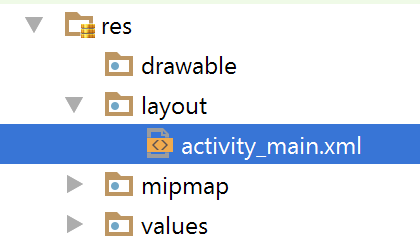 res
drawable
layout
activity_main.xml
mipmap
values